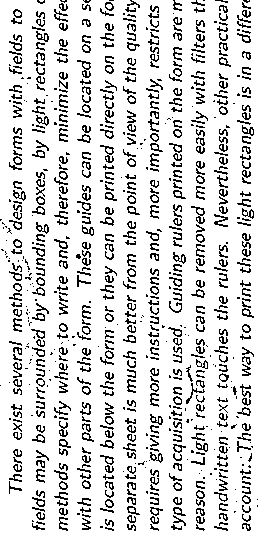 There exist several methods to design forms with fields to
fields may be surrounded by bounding boxes, by light rectangles
methods specify where to write and, therefore, minimize the
with other parts of the form. These guides can be located on a
is located below the form or they can be printed directly on the
separate sheet is much better from the point of view of the quality
requires giving more instructions and, more importantly, restricts
type of acquisition is used. Guiding rulers printed on the form are
reason. Light rectangles can be removed more easily with filters
handwritten text touches the rulers. Nevertheless, other practical
account: The best way to print these light rectangles is in a